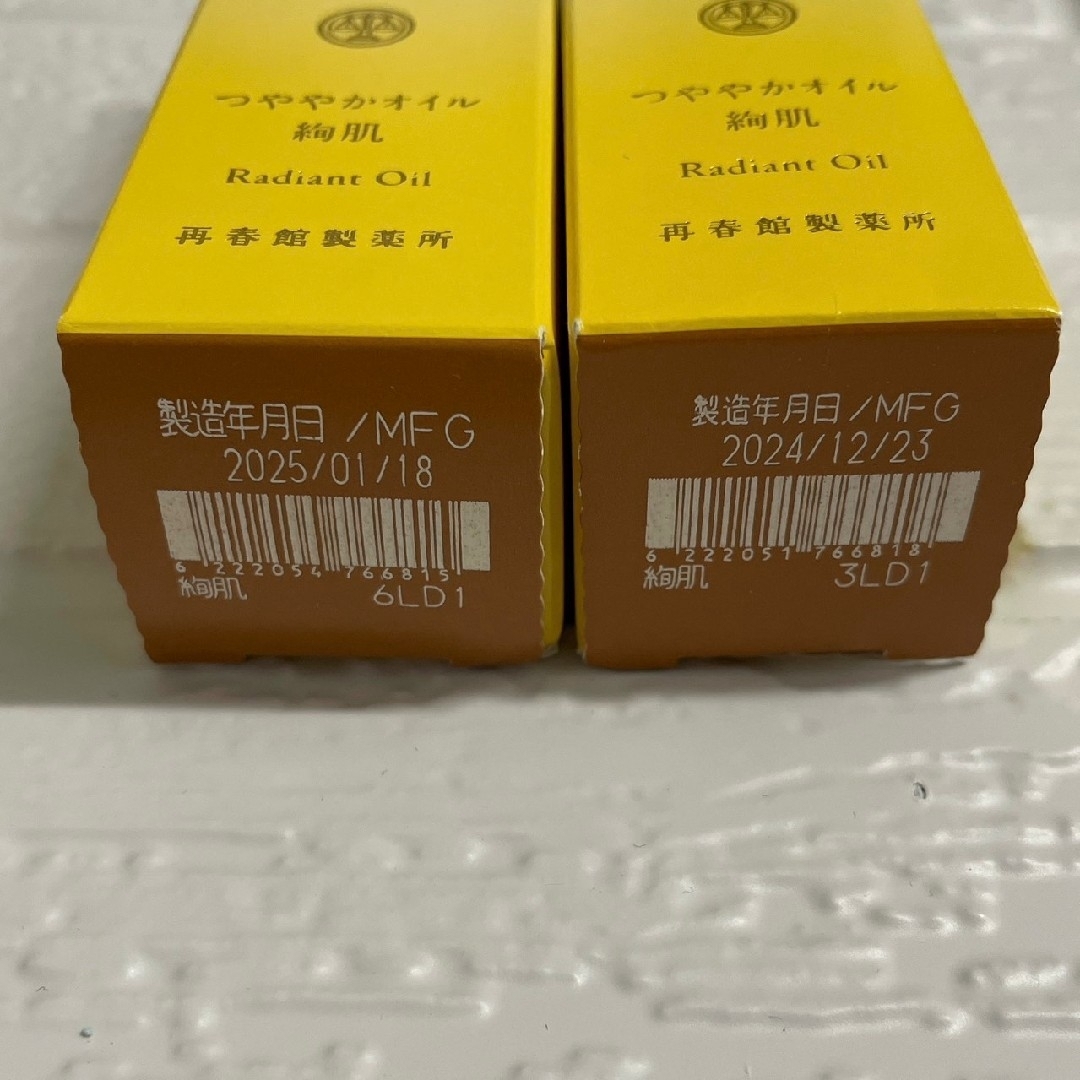 つややかオイル
絢肌
Radiant Oil
再春館製薬所
製造年月日/MFG
2025/01/18
6 222054 766815
絢肌 6LD1
つややかオイル
絢肌
Radiant Oil
再春館製薬所
製造年月日/MFG
2024/12/23
6 222051 766818
絢肌 3LD1